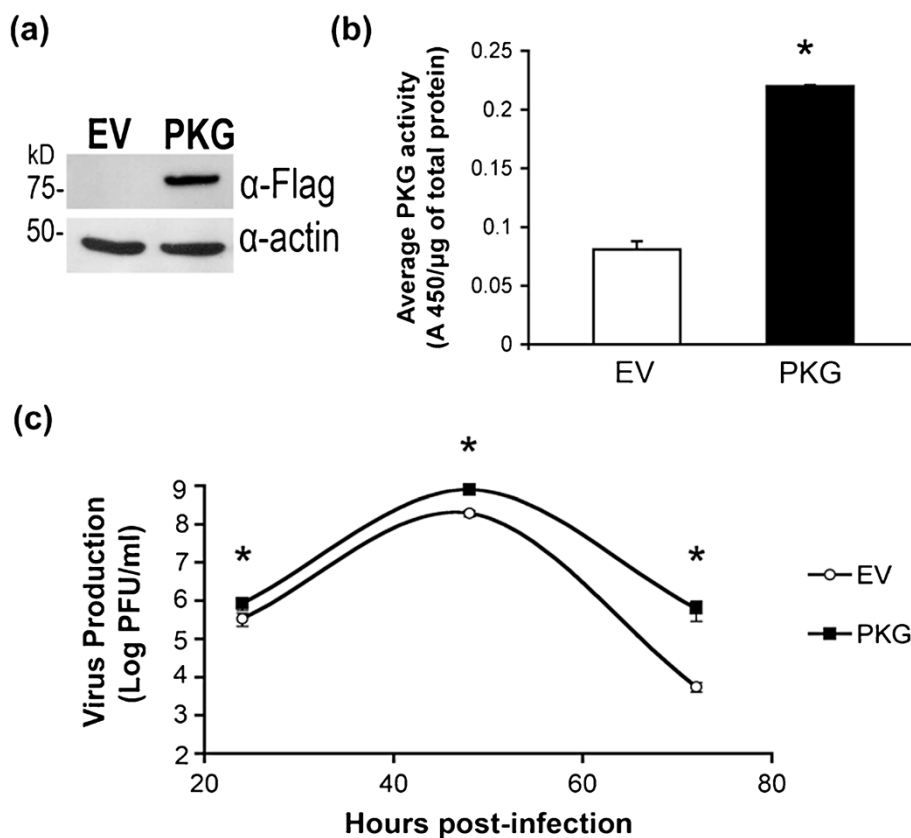 (a)
EV PKG
kD
75-
α-Flag
50-
α-actin
(b)
*
0.25
0.2
0.15
0.1
0.05
0
Average PKG activity
(A 450/µg of total protein)
EV PKG
(c)
*
*
*
9
8
7
6
5
4
3
2
Virus Production
(Log PFU/ml)
EV
PKG
20 40 60 80
Hours post-infection